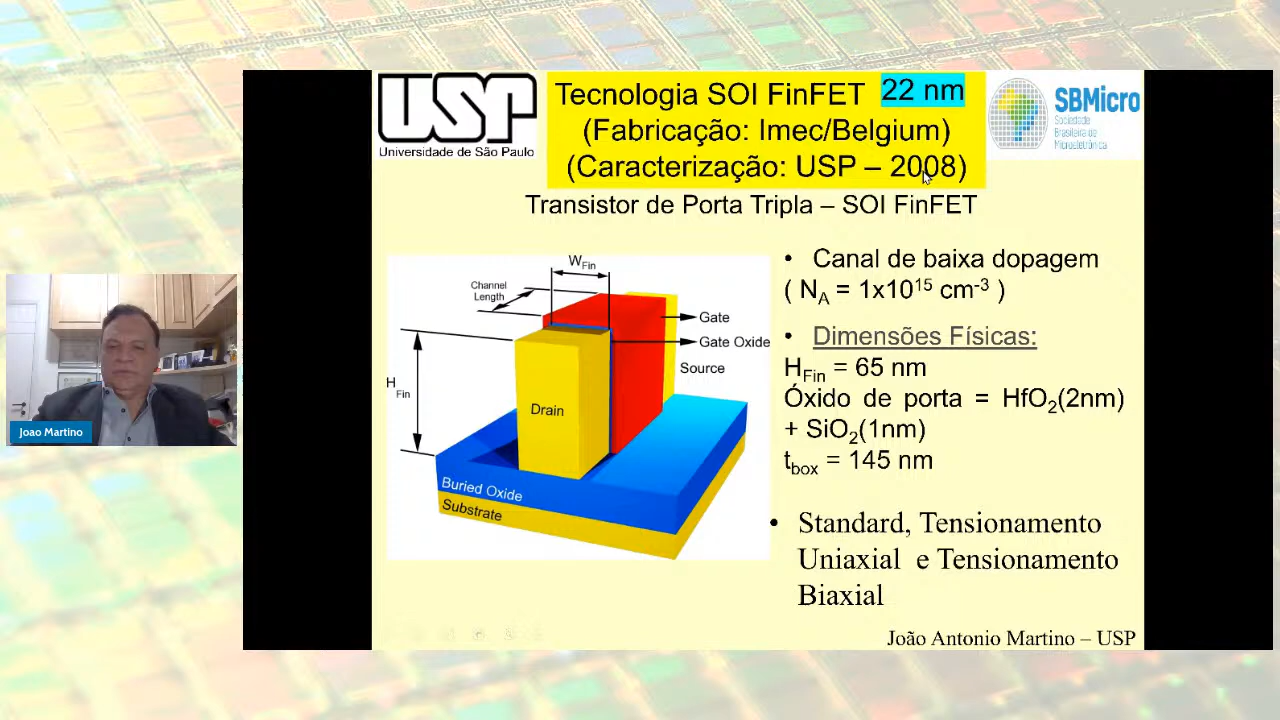 USP
Universidade de São Paulo
Tecnologia SOI FinFET 22 nm
(Fabricação: Imec/Belgium)
(Caracterização: USP – 2008)
SBMicro
Sociedade
Brasileira de
Microeletrônica
Transistor de Porta Tripla – SOI FinFET
WFin
Channel
Length
Gate
Gate Oxide
Source
HFin
Drain
Buried Oxide
Substrate
• Canal de baixa dopagem
( NA = 1x10¹⁵ cm⁻³ )
• Dimensões Físicas:
HFin = 65 nm
Óxido de porta = HfO₂(2nm)
+ SiO₂(1nm)
tbox = 145 nm
• Standard, Tensionamento
Uniaxial e Tensionamento
Biaxial
João Antonio Martino – USP
Joao Martino